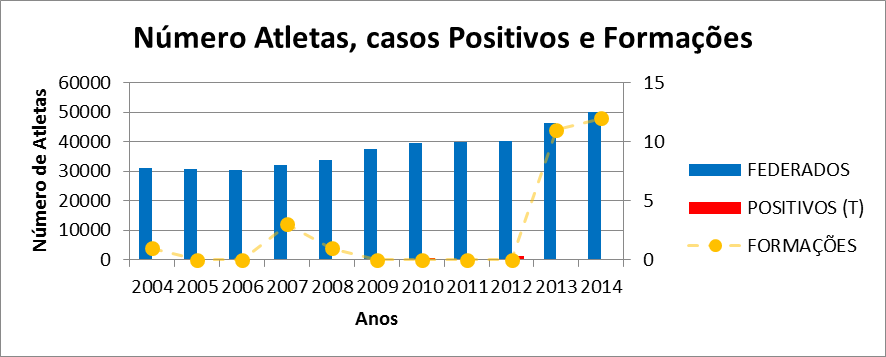 Número Atletas, casos Positivos e Formações
Número de Atletas
60000
50000
40000
30000
20000
10000
0
15
10
5
0
2004 2005 2006 2007 2008 2009 2010 2011 2012 2013 2014
Anos
FEDERADOS
POSITIVOS (T)
FORMAÇÕES